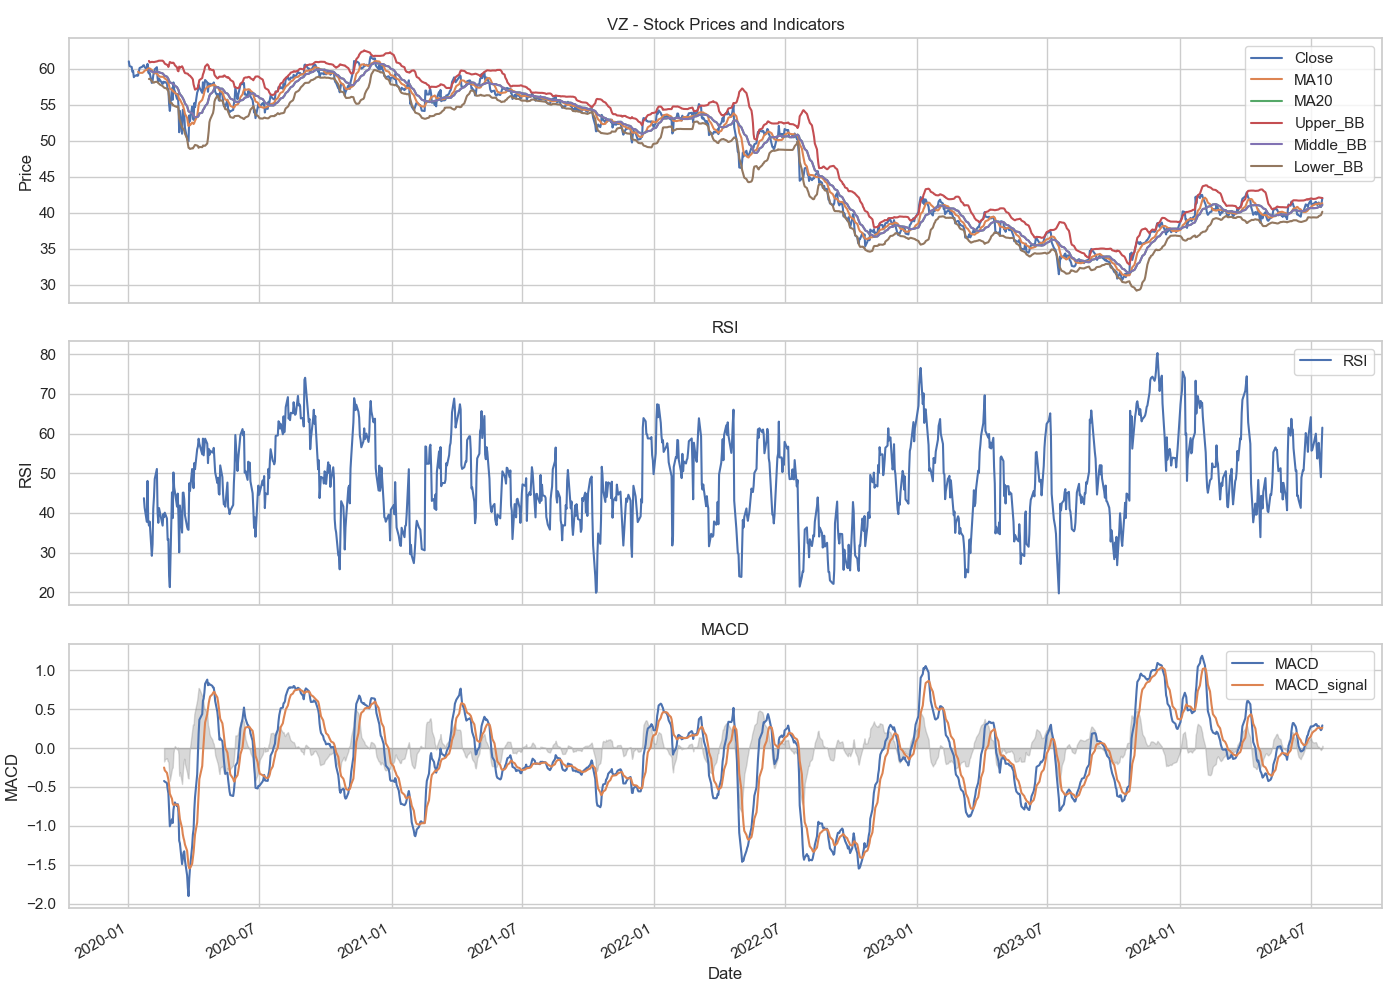 VZ - Stock Prices and Indicators
Price
60
55
50
45
40
35
30
Close
MA10
MA20
Upper_BB
Middle_BB
Lower_BB
RSI
RSI
80
70
60
50
40
30
20
RSI
MACD
MACD
1.0
0.5
0.0
−0.5
−1.0
−1.5
−2.0
MACD
MACD_signal
2020-01
2020-07
2021-01
2021-07
2022-01
2022-07
2023-01
2023-07
2024-01
2024-07
Date